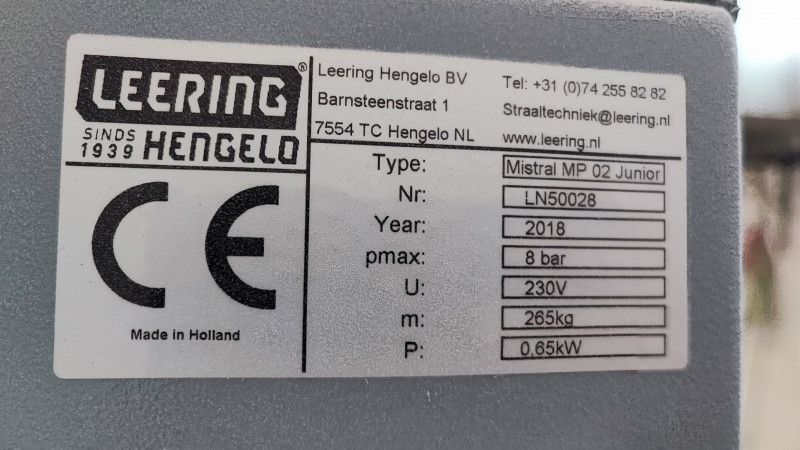 LEERING®
SINDS 1939 HENGELO
Leering Hengelo BV
Barnsteenstraat 1
7554 TC Hengelo NL
Tel: +31 (0)74 255 82 82
Straaltechniek@leering.nl
www.leering.nl
CE
Made in Holland
Type: Mistral MP 02 Junior
Nr: LN50028
Year: 2018
pmax: 8 bar
U: 230V
m: 265kg
P: 0,65kW